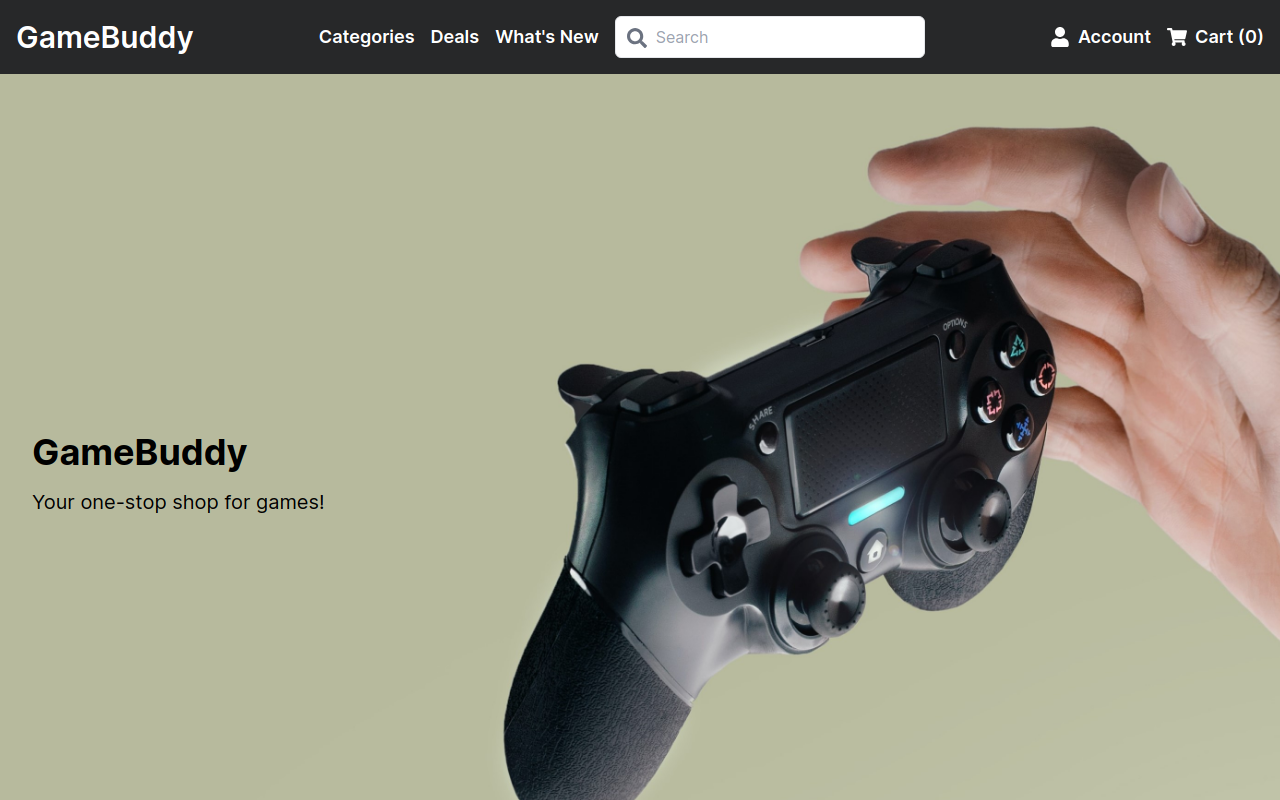 GameBuddy
Categories Deals What's New Search Account Cart (0)
OPTIONS
SHARE
GameBuddy
Your one-stop shop for games!